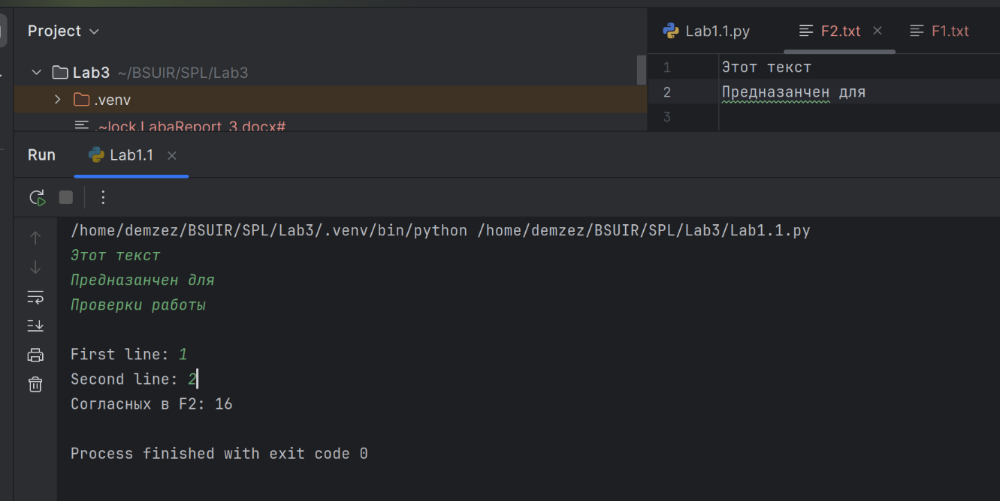 Project
Lab1.1.py
F2.txt
F1.txt
Lab3 ~/BSUIR/SPL/Lab3
.venv
.~lock.LabaReport_3.docx#
1 Этот текст
2 Предназанчен для
3
Run
Lab1.1
/home/demzez/BSUIR/SPL/Lab3/.venv/bin/python /home/demzez/BSUIR/SPL/Lab3/Lab1.1.py
Этот текст
Предназанчен для
Проверки работы
First line: 1
Second line: 2
Согласных в F2: 16
Process finished with exit code 0